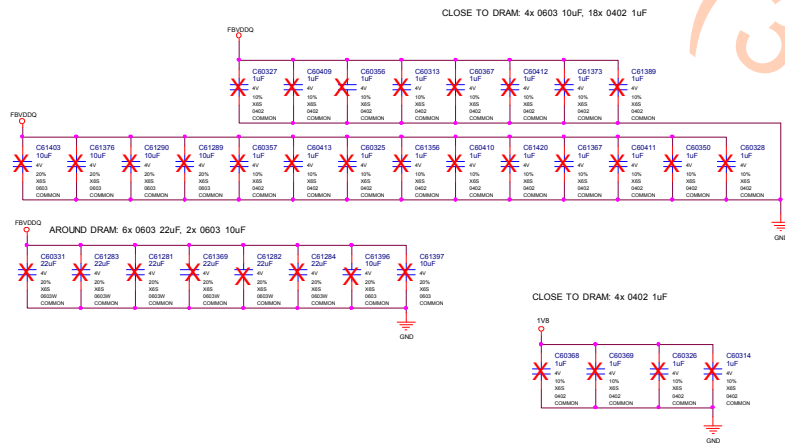 CLOSE TO DRAM: 4x 0603 10uF, 18x 0402 1uF
FBVDDQ
C60327 C60409 C60356 C60313 C60367 C60412 C61373 C61389
1uF 1uF 1uF 1uF 1uF 1uF 1uF 1uF
4V 4V 4V 4V 4V 4V 4V 4V
10% 10% 10% 10% 10% 10% 10% 10%
X6S X6S X6S X6S X6S X6S X6S X6S
0402 0402 0402 0402 0402 0402 0402 0402
COMMON COMMON COMMON COMMON COMMON COMMON COMMON COMMON
FBVDDQ
C61403 C61376 C61290 C61289 C60357 C60413 C60325 C61356 C60410 C61420 C61367 C60411 C60350 C60328
10uF 10uF 10uF 10uF 1uF 1uF 1uF 1uF 1uF 1uF 1uF 1uF 1uF 1uF
4V 4V 4V 4V 4V 4V 4V 4V 4V 4V 4V 4V 4V 4V
20% 20% 20% 20% 10% 10% 10% 10% 10% 10% 10% 10% 10% 10%
X6S X6S X6S X6S X6S X6S X6S X6S X6S X6S X6S X6S X6S X6S
0603 0603 0603 0603 0402 0402 0402 0402 0402 0402 0402 0402 0402 0402
COMMON COMMON COMMON COMMON COMMON COMMON COMMON COMMON COMMON COMMON COMMON COMMON COMMON COMMON
GND
FBVDDQ
AROUND DRAM: 6x 0603 22uF, 2x 0603 10uF
C60331 C61283 C61281 C61369 C61282 C61284 C61396 C61397
22uF 22uF 22uF 22uF 22uF 22uF 10uF 10uF
4V 4V 4V 4V 4V 4V 4V 4V
20% 20% 20% 20% 20% 20% 20% 20%
X6S X6S X6S X6S X6S X6S X6S X6S
0603W 0603W 0603W 0603W 0603W 0603W 0603 0603
COMMON COMMON COMMON COMMON COMMON COMMON COMMON COMMON
GND
CLOSE TO DRAM: 4x 0402 1uF
1V8
C60368 C60369 C60326 C60314
1uF 1uF 1uF 1uF
4V 4V 4V 4V
10% 10% 10% 10%
X6S X6S X6S X6S
0402 0402 0402 0402
COMMON COMMON COMMON COMMON
GND